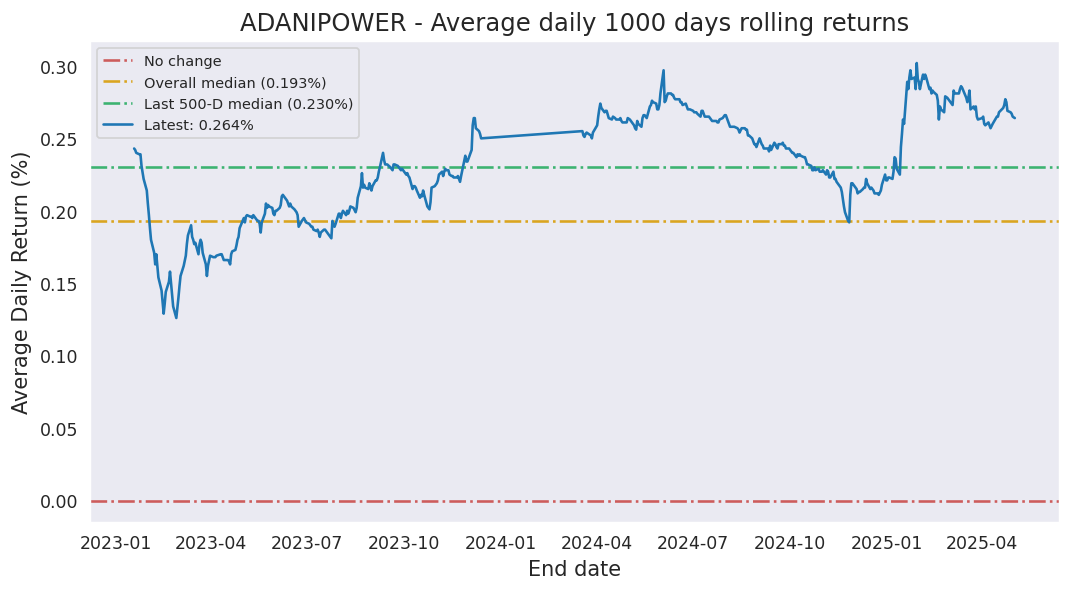 ADANIPOWER - Average daily 1000 days rolling returns
No change
Overall median (0.193%)
Last 500-D median (0.230%)
Latest: 0.264%
Average Daily Return (%)
0.30
0.25
0.20
0.15
0.10
0.05
0.00
2023-01 2023-04 2023-07 2023-10 2024-01 2024-04 2024-07 2024-10 2025-01 2025-04
End date